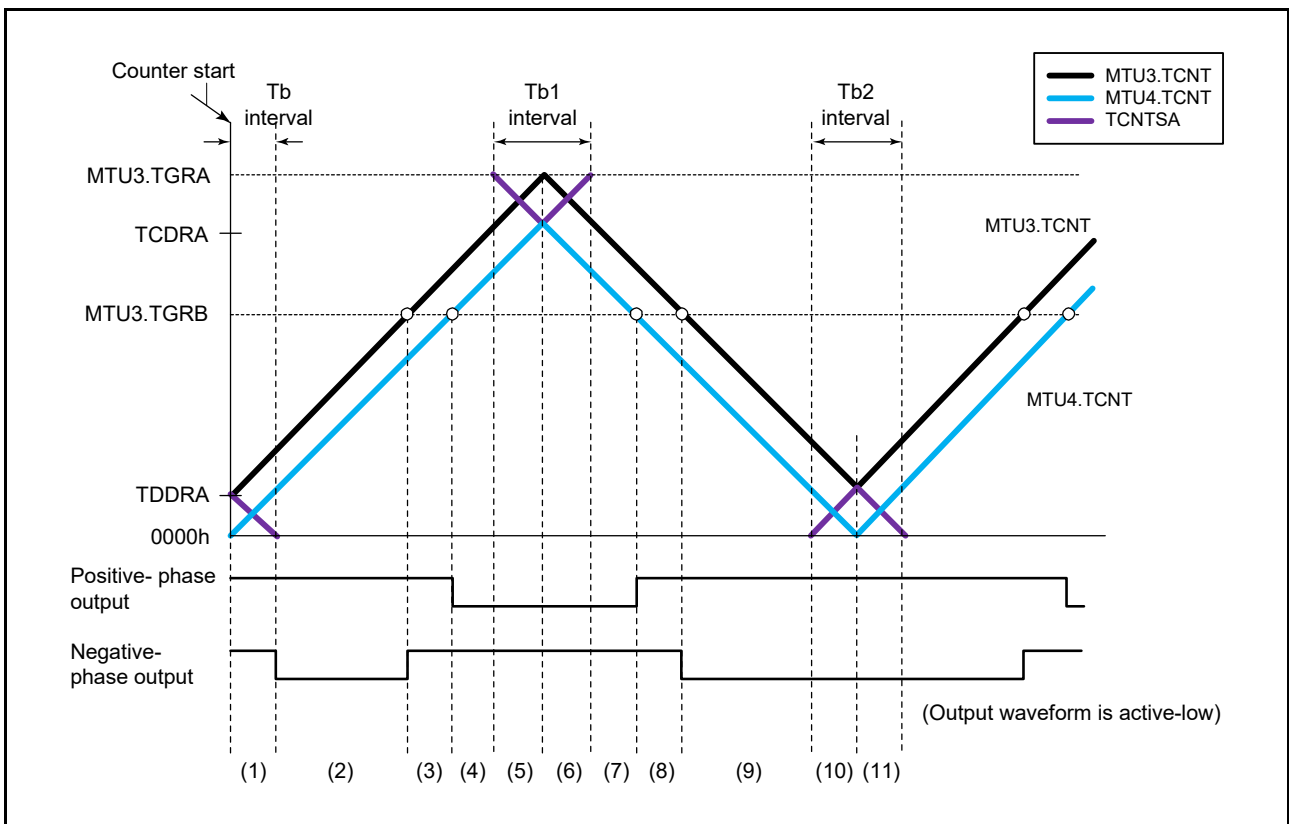 Counter start
Tb
interval
Tb1
interval
Tb2
interval
MTU3.TCNT
MTU4.TCNT
TCNTSA
MTU3.TGRA
TCDRA
MTU3.TCNT
MTU3.TGRB
MTU4.TCNT
TDDRA
0000h
Positive- phase
output
Negative-
phase output
(Output waveform is active-low)
(1) (2) (3) (4) (5) (6) (7) (8) (9) (10) (11)